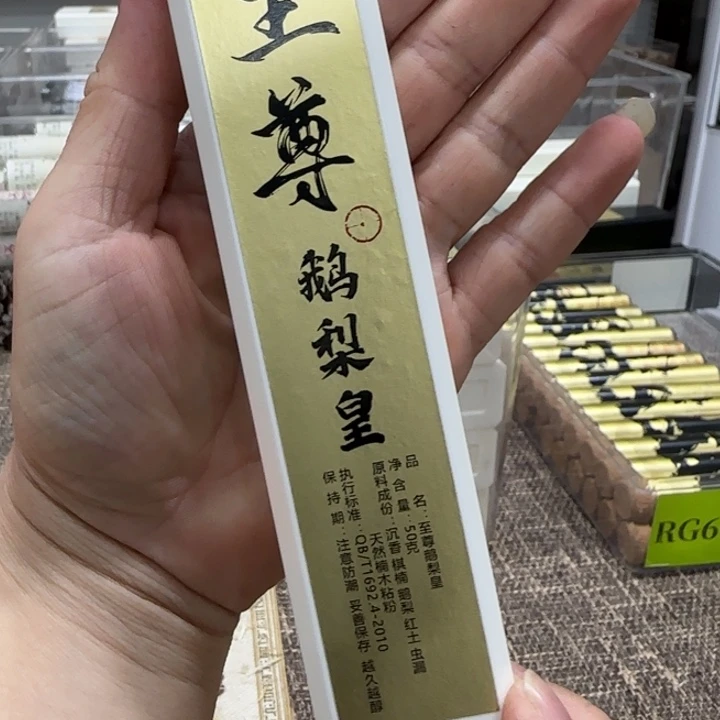 至尊
鹅梨皇
品 名：至尊鹅梨皇
净含量：50克
原料成份：沉香 棋楠 鹅梨 红土 虫漏
天然楠木粘粉
执行标准：QB/T1692.4-2010
保持期：注意防潮 妥善保存 越久越醇
RG6